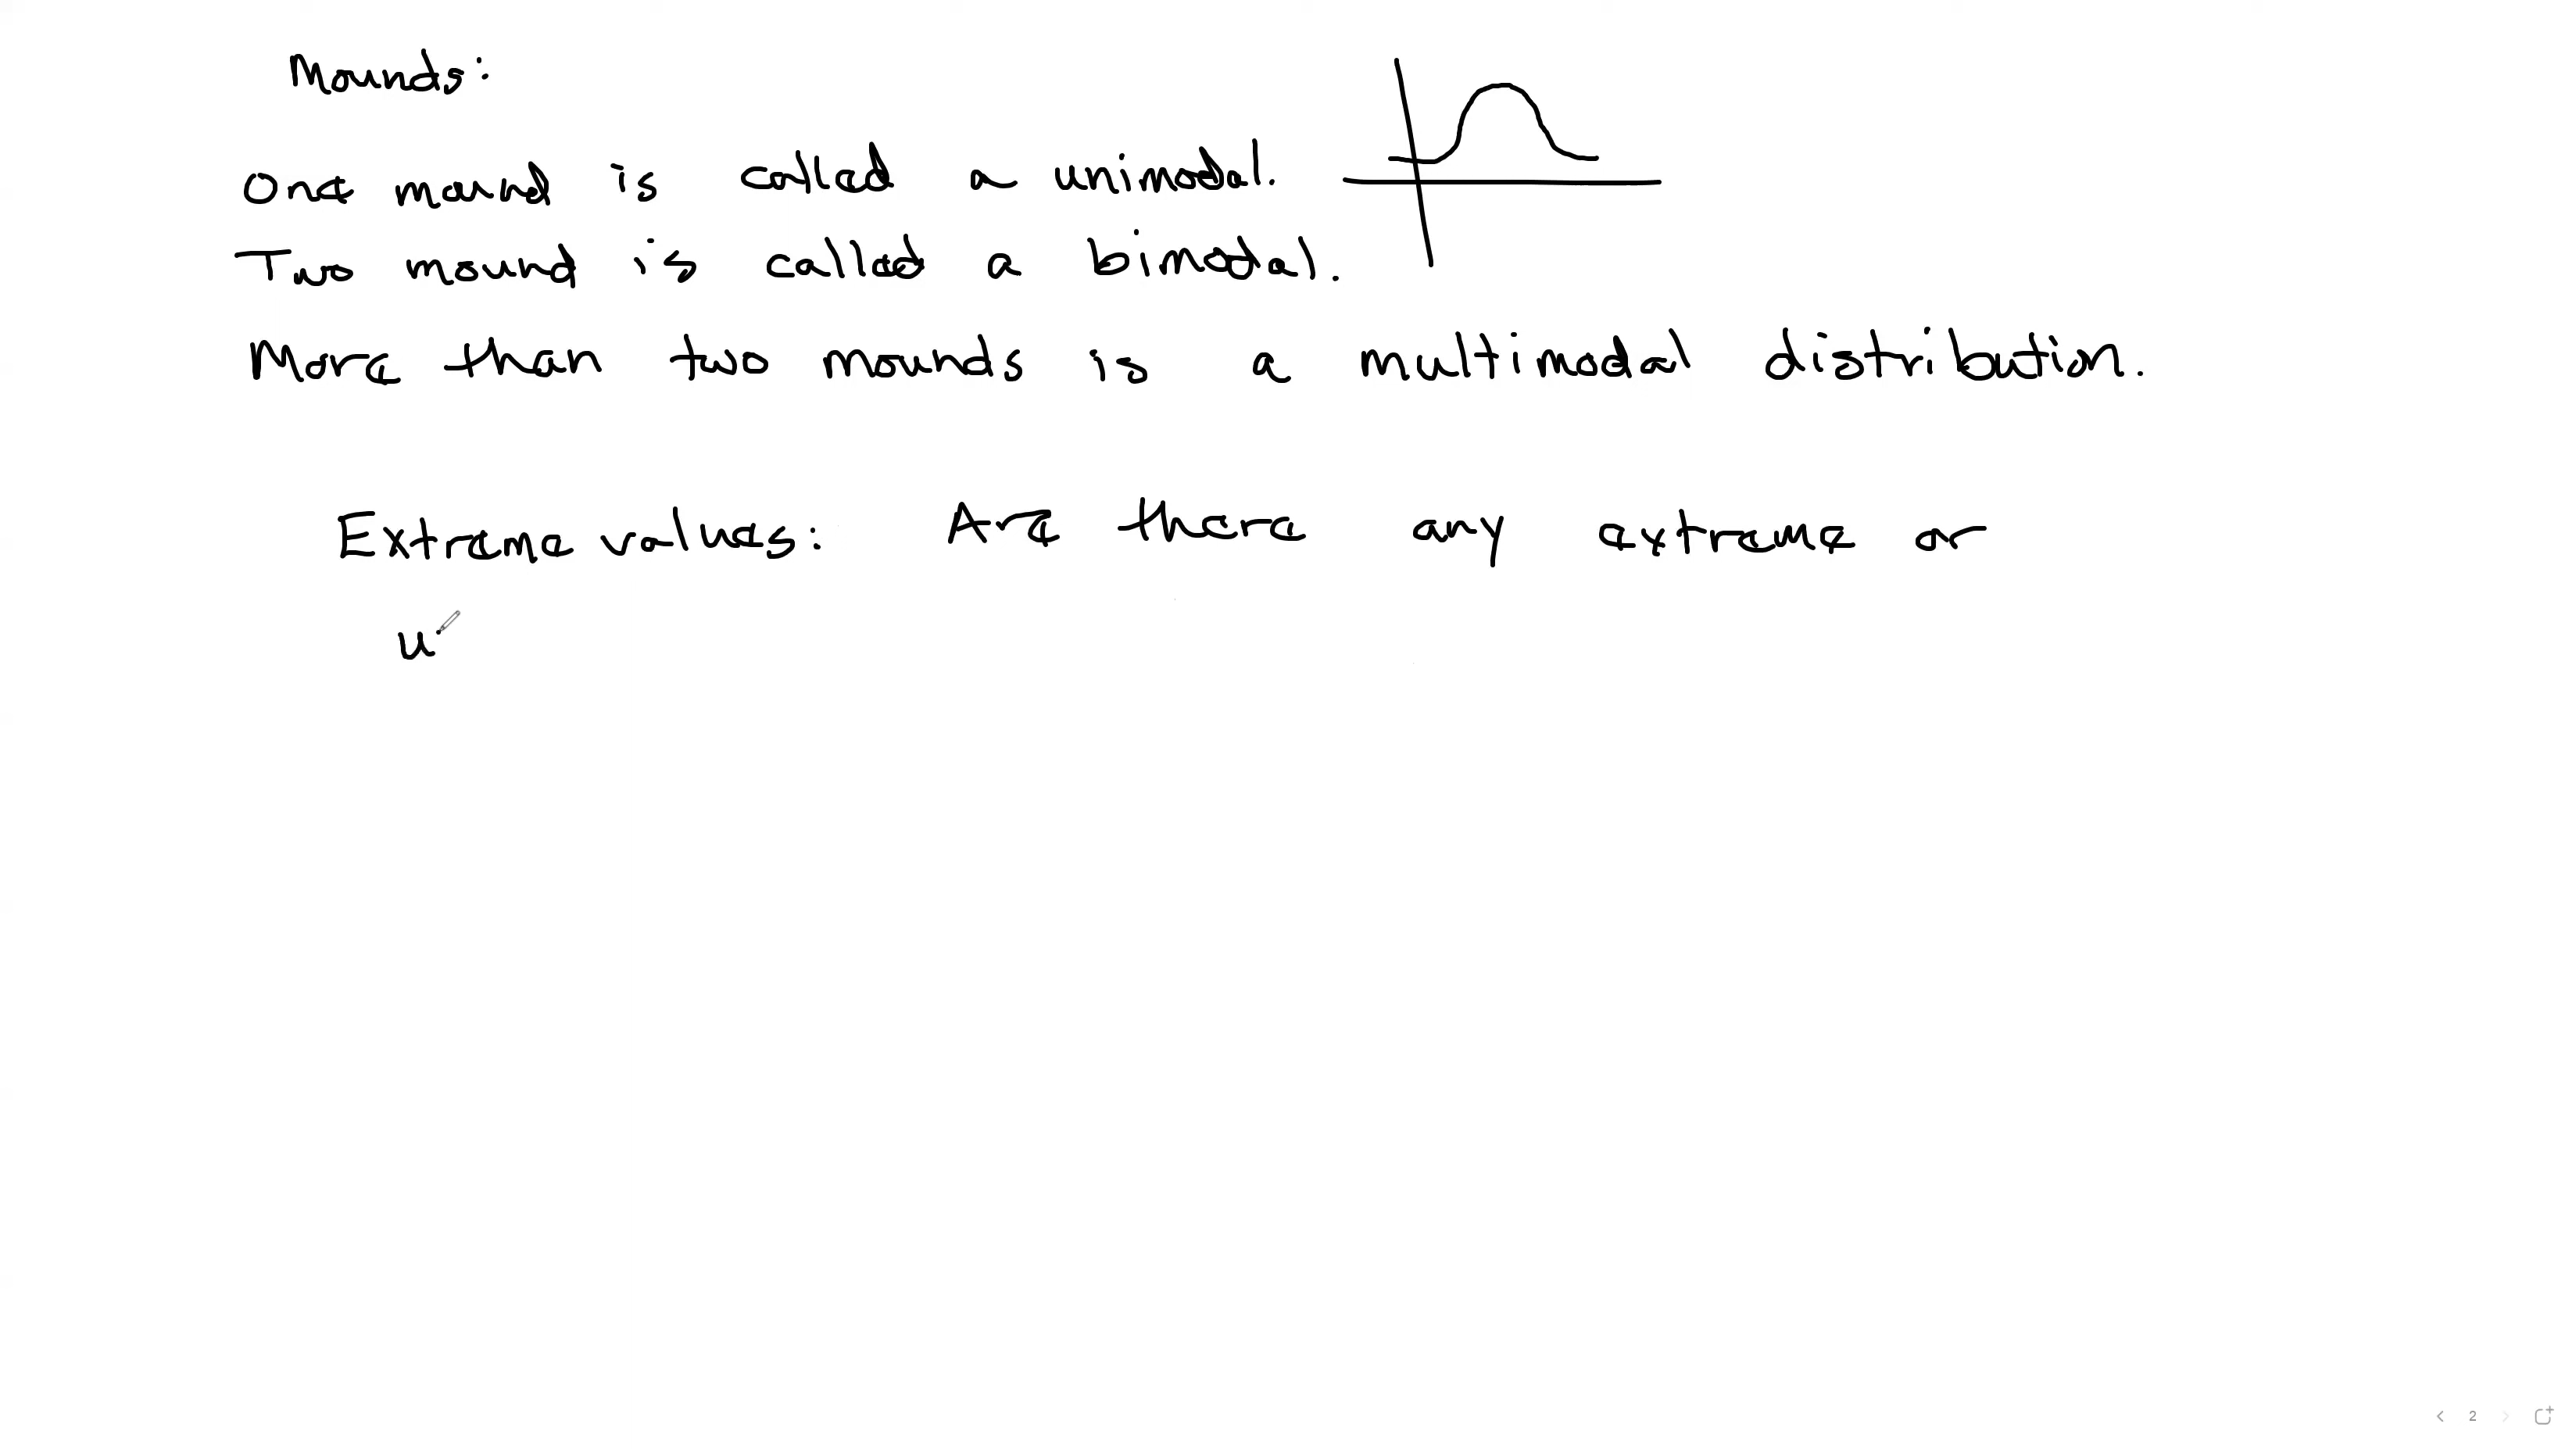 Mounds:
One mound is called a unimodal.
Two mound is called a bimodal.
More than two mounds is a multimodal distribution.
Extreme values: Are there any extreme or
u
2